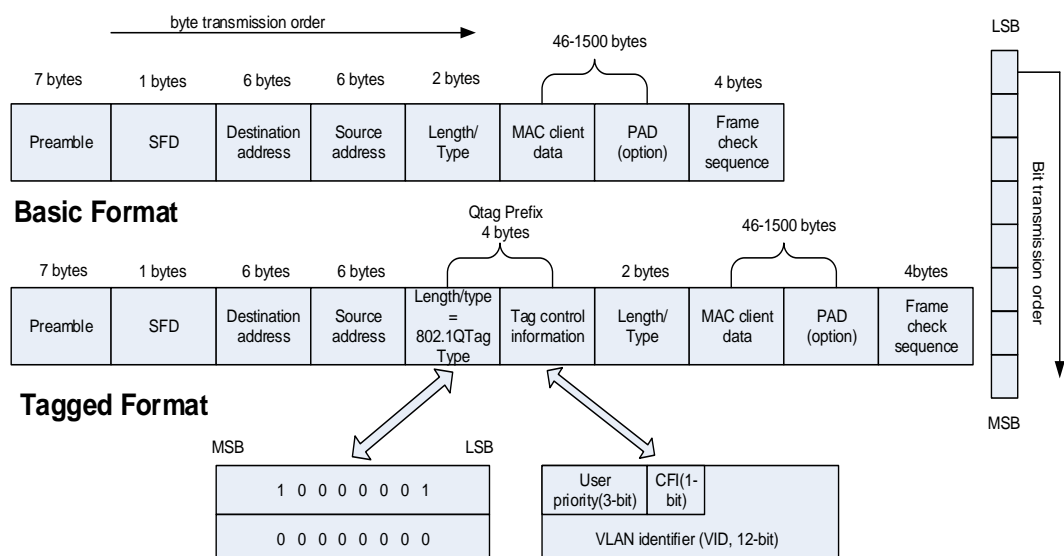 byte transmission order
46-1500 bytes
LSB
7 bytes
1 bytes
6 bytes
6 bytes
2 bytes
4 bytes
Preamble
SFD
Destination
address
Source
address
Length/
Type
MAC client
data
PAD
(option)
Frame
check
sequence
Bit transmission order
Basic Format
Qtag Prefix
4 bytes
46-1500 bytes
7 bytes
1 bytes
6 bytes
6 bytes
2 bytes
4bytes
Preamble
SFD
Destination
address
Source
address
Length/type
=
802.1QTag
Type
Tag control
information
Length/
Type
MAC client
data
PAD
(option)
Frame
check
sequence
Tagged Format
MSB
MSB
LSB
1 0 0 0 0 0 0 1
0 0 0 0 0 0 0 0
User
priority(3-bit)
CFI(1-
bit)
VLAN identifier (VID, 12-bit)